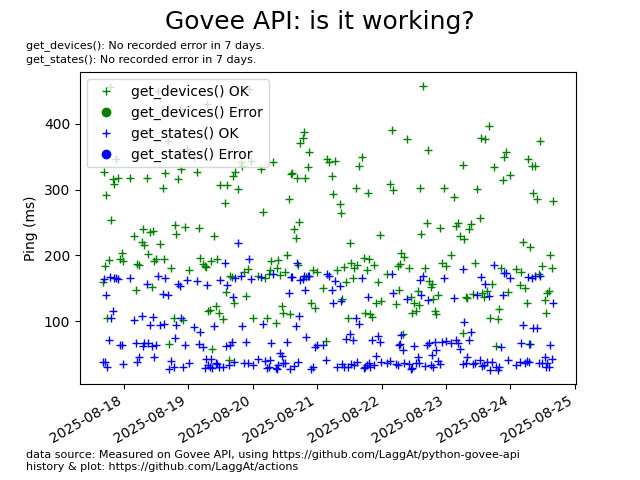 Govee API: is it working?
get_devices(): No recorded error in 7 days.
get_states(): No recorded error in 7 days.
get_devices() OK
get_devices() Error
get_states() OK
get_states() Error
Ping (ms)
400
300
200
100
2025-08-18
2025-08-19
2025-08-20
2025-08-21
2025-08-22
2025-08-23
2025-08-24
2025-08-25
data source: Measured on Govee API, using https://github.com/LaggAt/python-govee-api
history & plot: https://github.com/LaggAt/actions